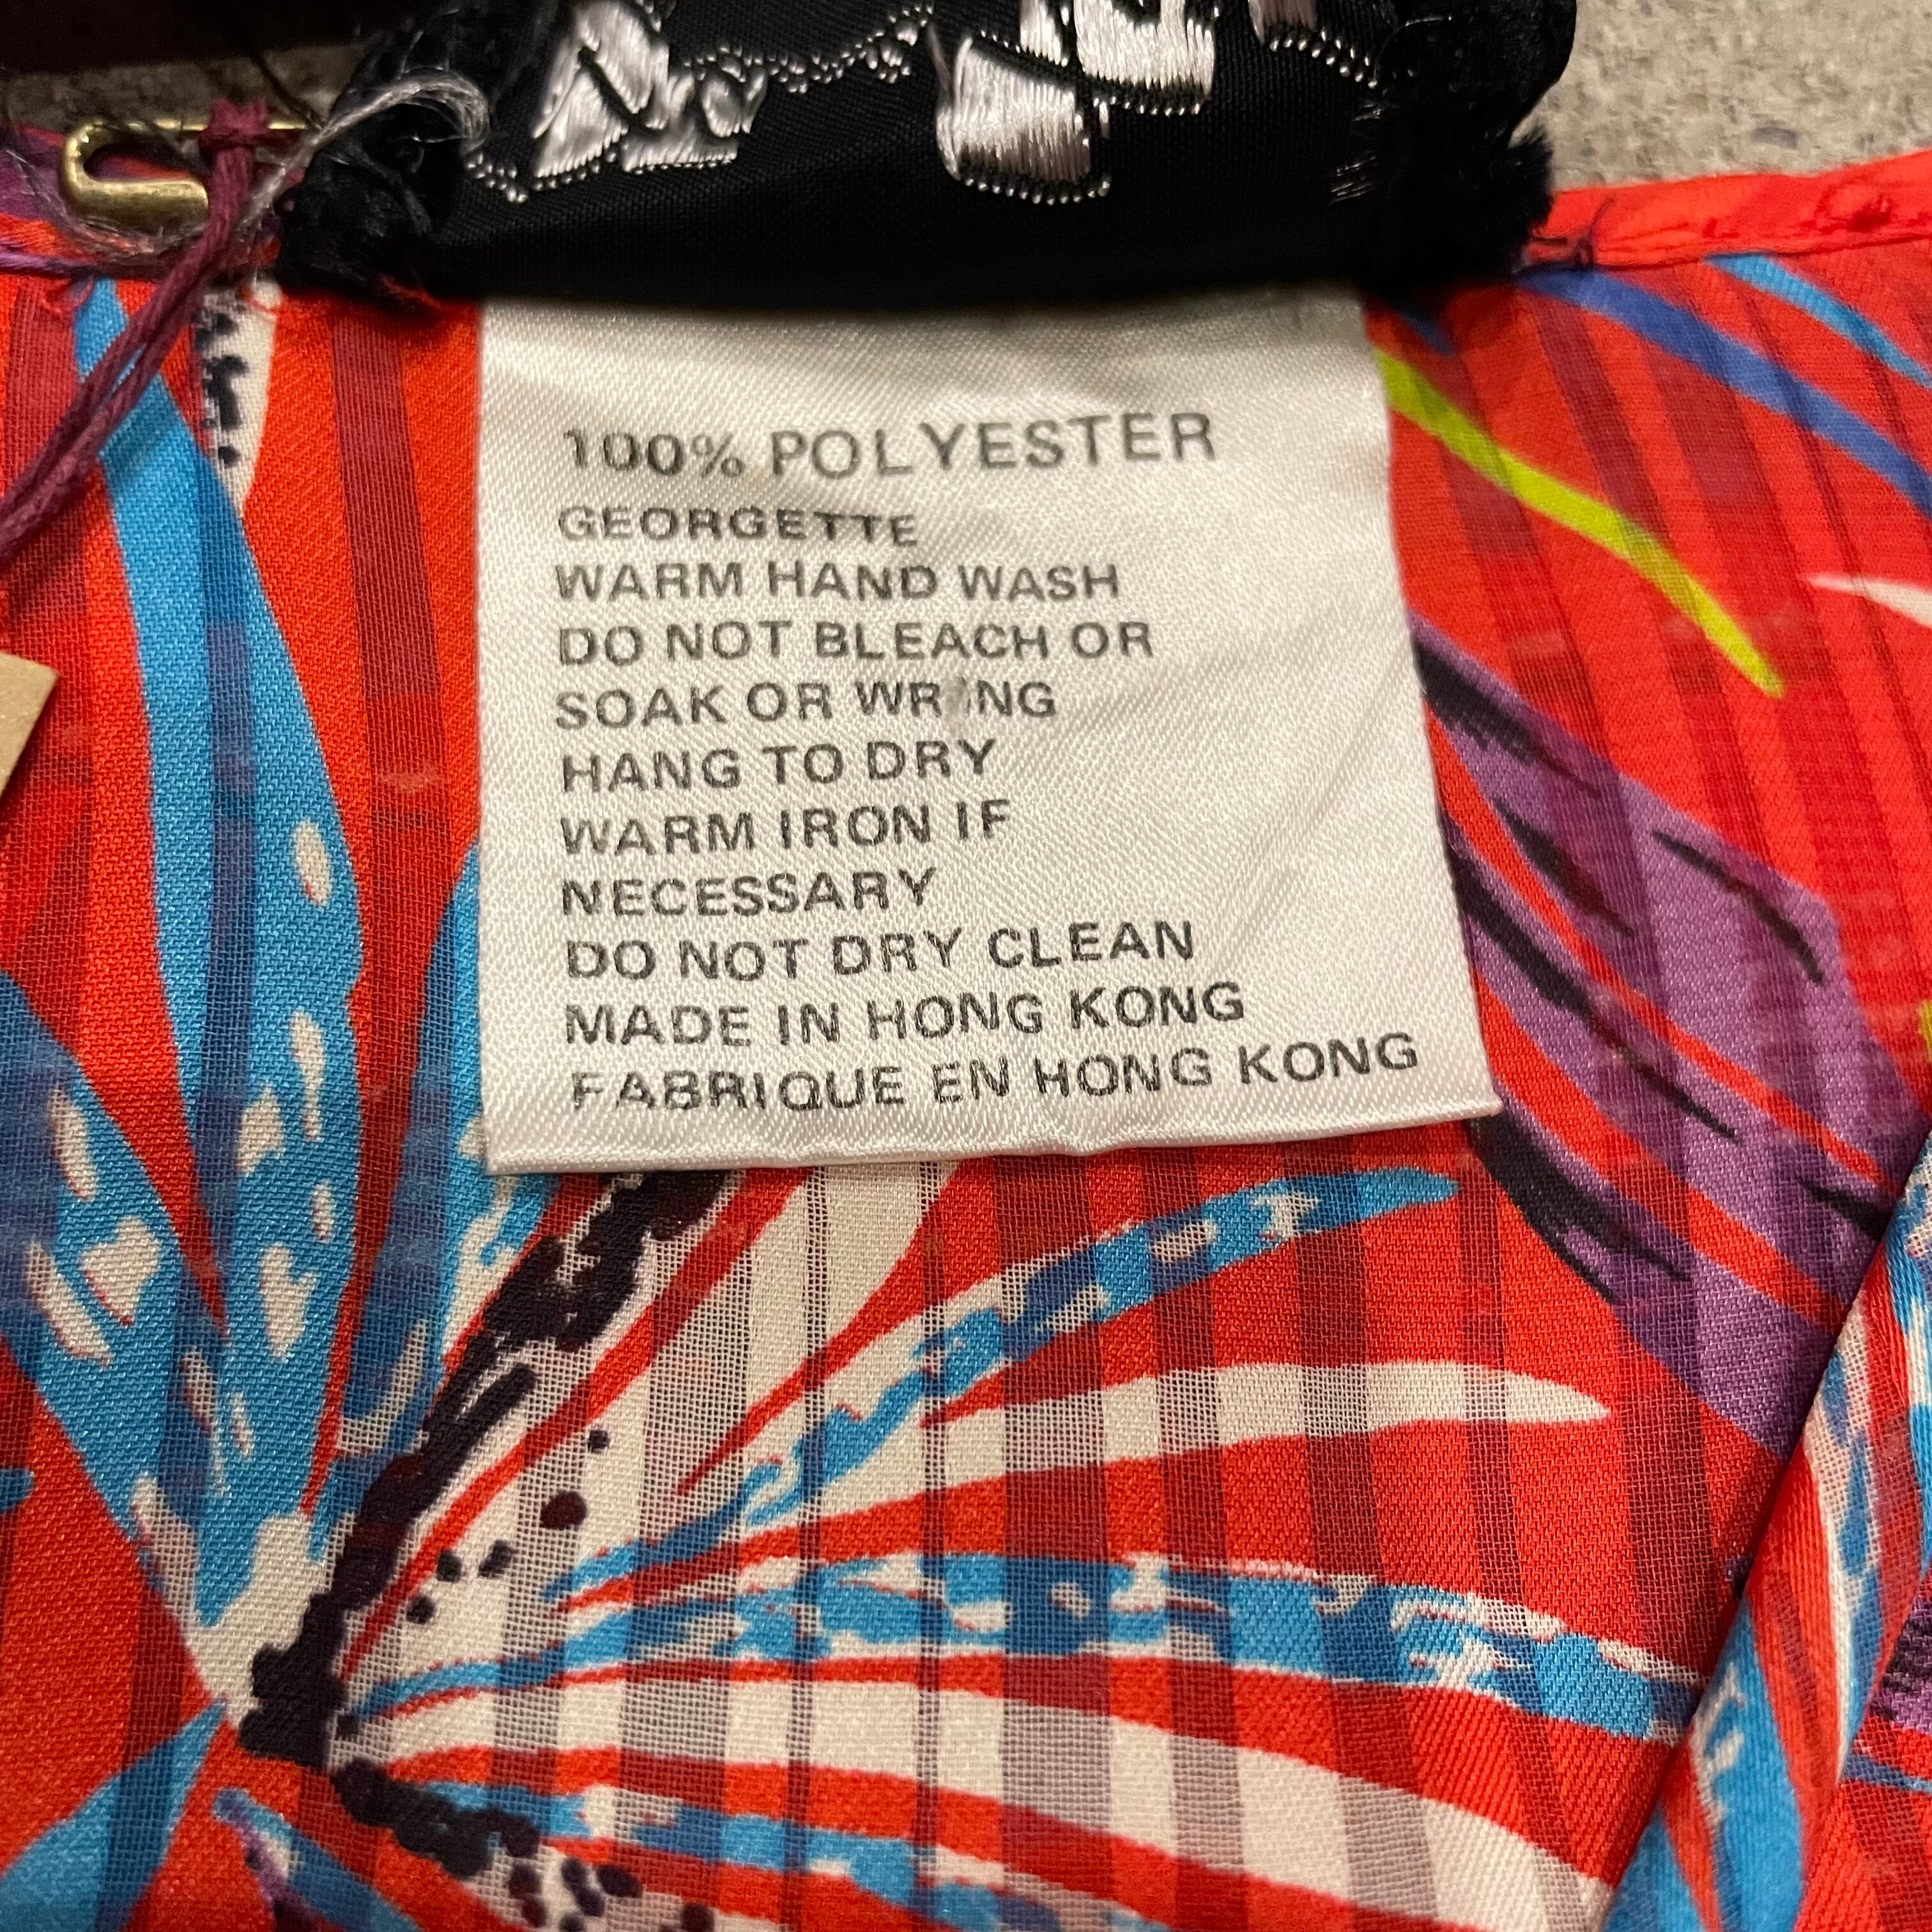 100% POLYESTER
GEORGETTE
WARM HAND WASH
DO NOT BLEACH OR
SOAK OR WRING
HANG TO DRY
WARM IRON IF
NECESSARY
DO NOT DRY CLEAN
MADE IN HONG KONG
FABRIQUE EN HONG KONG